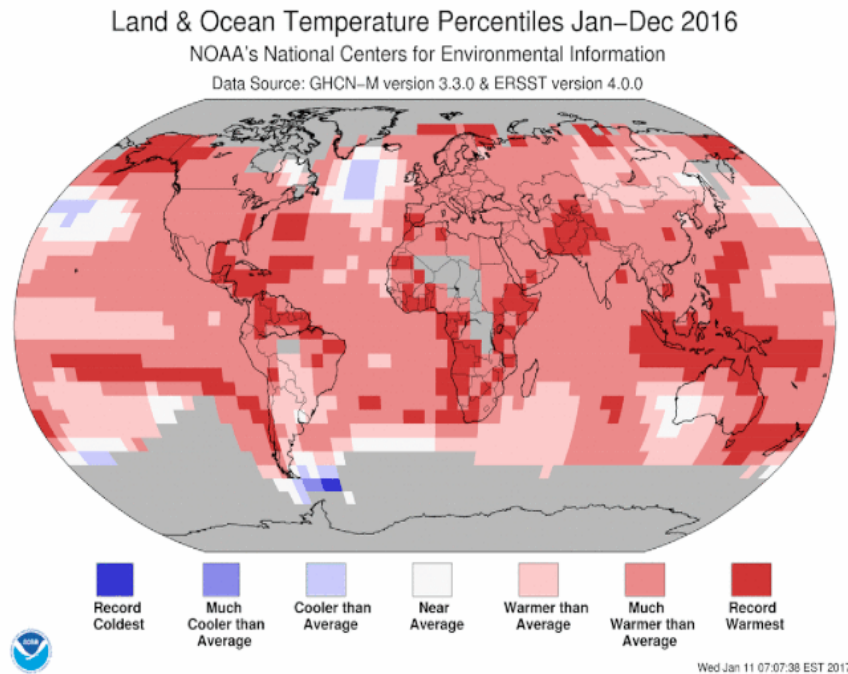 Land & Ocean Temperature Percentiles Jan–Dec 2016
NOAA's National Centers for Environmental Information
Data Source: GHCN–M version 3.3.0 & ERSST version 4.0.0
Record
Coldest
Much
Cooler than
Average
Cooler than
Average
Near
Average
Warmer than
Average
Much
Warmer than
Average
Record
Warmest
NOAA
Wed Jan 11 07:07:38 EST 2017